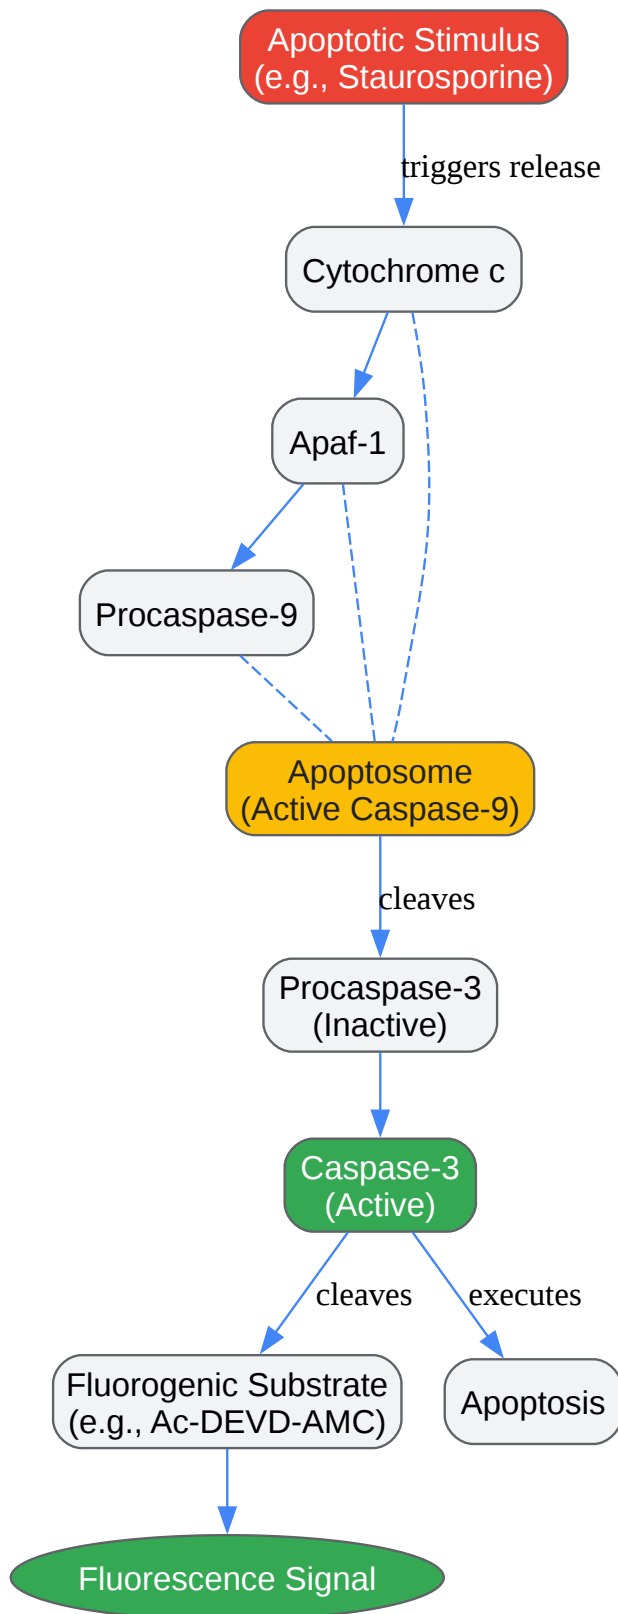 Apoptotic Stimulus
(e.g., Staurosporine)
triggers release
Cytochrome c
Apaf-1
Procaspase-9
Apoptosome
(Active Caspase-9)
cleaves
Procaspase-3
(Inactive)
Caspase-3
(Active)
cleaves
executes
Fluorogenic Substrate
(e.g., Ac-DEVD-AMC)
Apoptosis
Fluorescence Signal